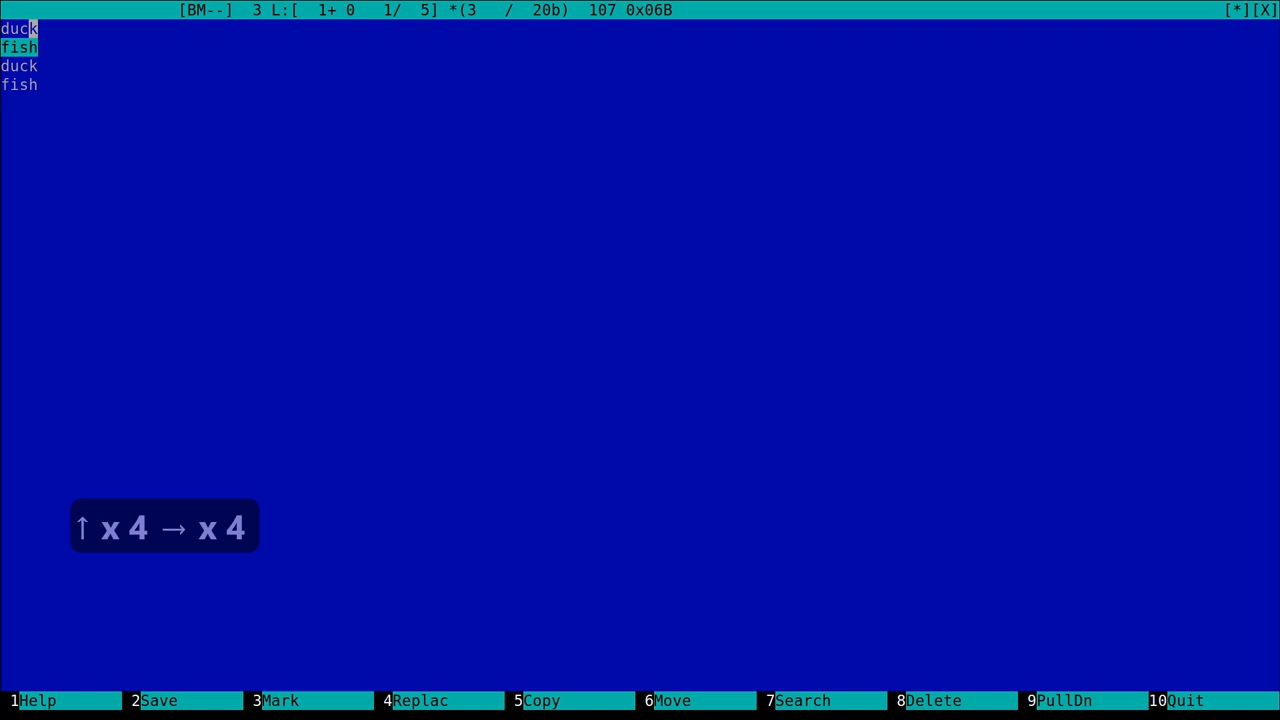 [BM--]  3 L:[  1+ 0   1/  5] *(3   /  20b)  107 0x06B [*][X]
duck
fish
duck
fish
↑ x 4 → x 4
1Help 2Save 3Mark 4Replac 5Copy 6Move 7Search 8Delete 9PullDn 10Quit